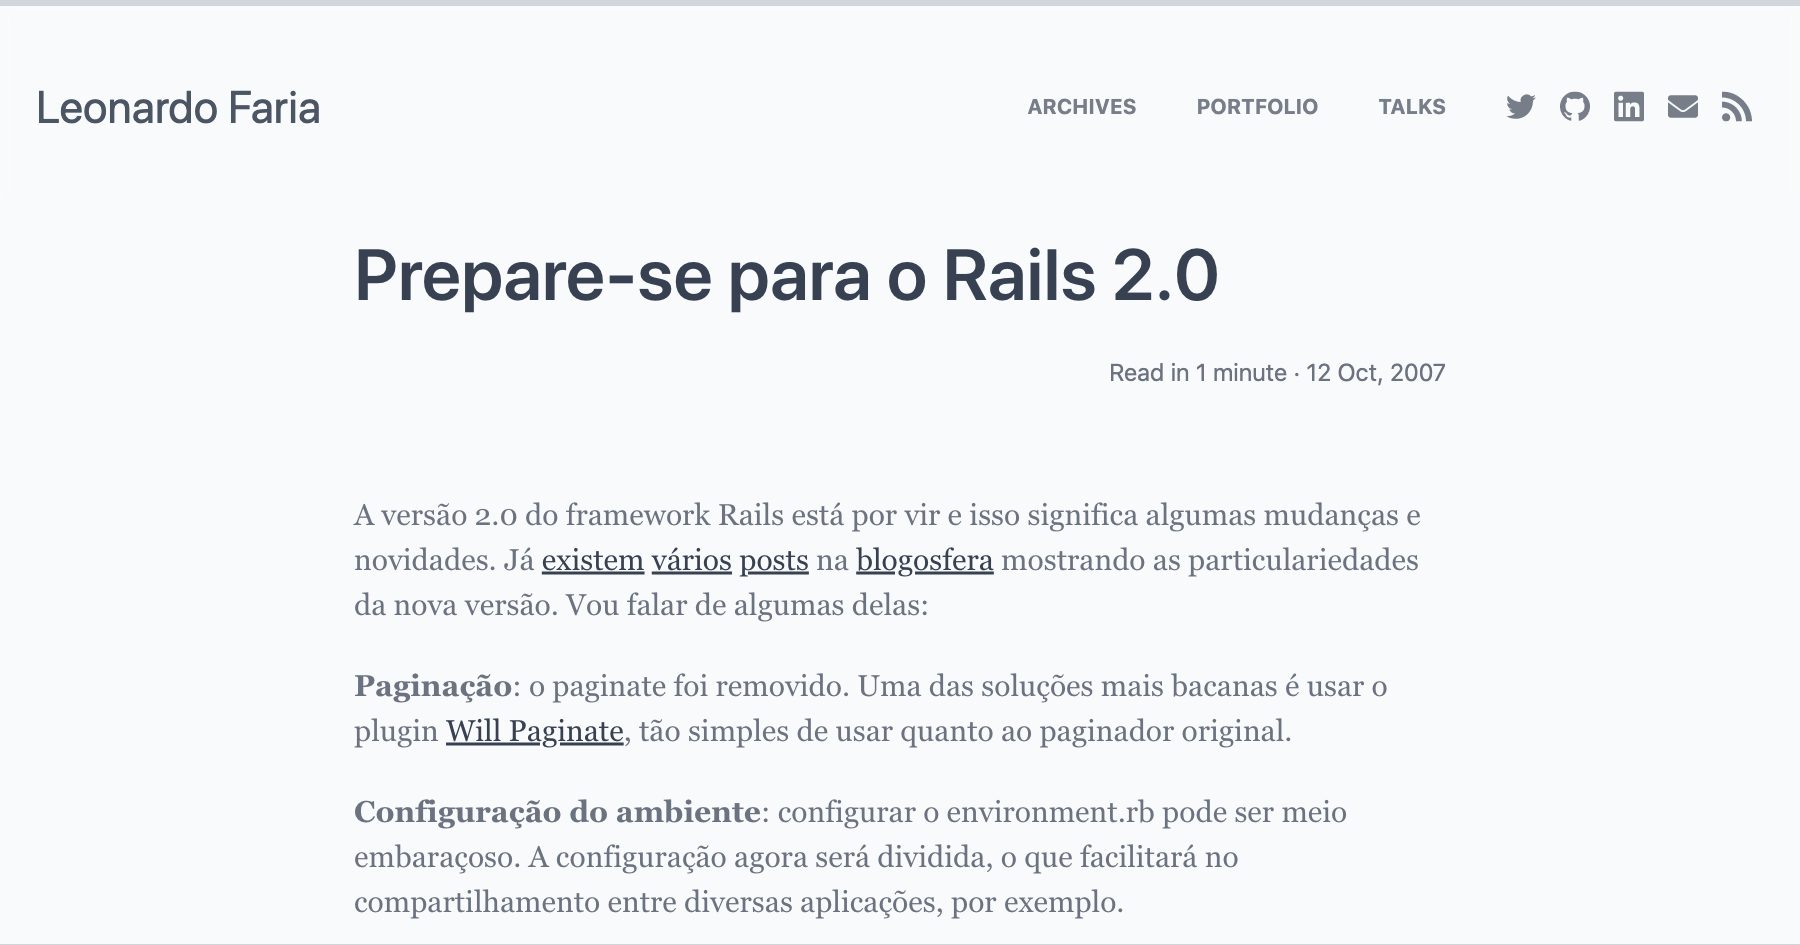 Leonardo Faria
ARCHIVES PORTFOLIO TALKS
Prepare-se para o Rails 2.0
Read in 1 minute · 12 Oct, 2007
A versão 2.0 do framework Rails está por vir e isso significa algumas mudanças e
novidades. Já existem vários posts na blogosfera mostrando as particulariedades
da nova versão. Vou falar de algumas delas:
Paginação: o paginate foi removido. Uma das soluções mais bacanas é usar o
plugin Will Paginate, tão simples de usar quanto ao paginador original.
Configuração do ambiente: configurar o environment.rb pode ser meio
embaraçoso. A configuração agora será dividida, o que facilitará no
compartilhamento entre diversas aplicações, por exemplo.